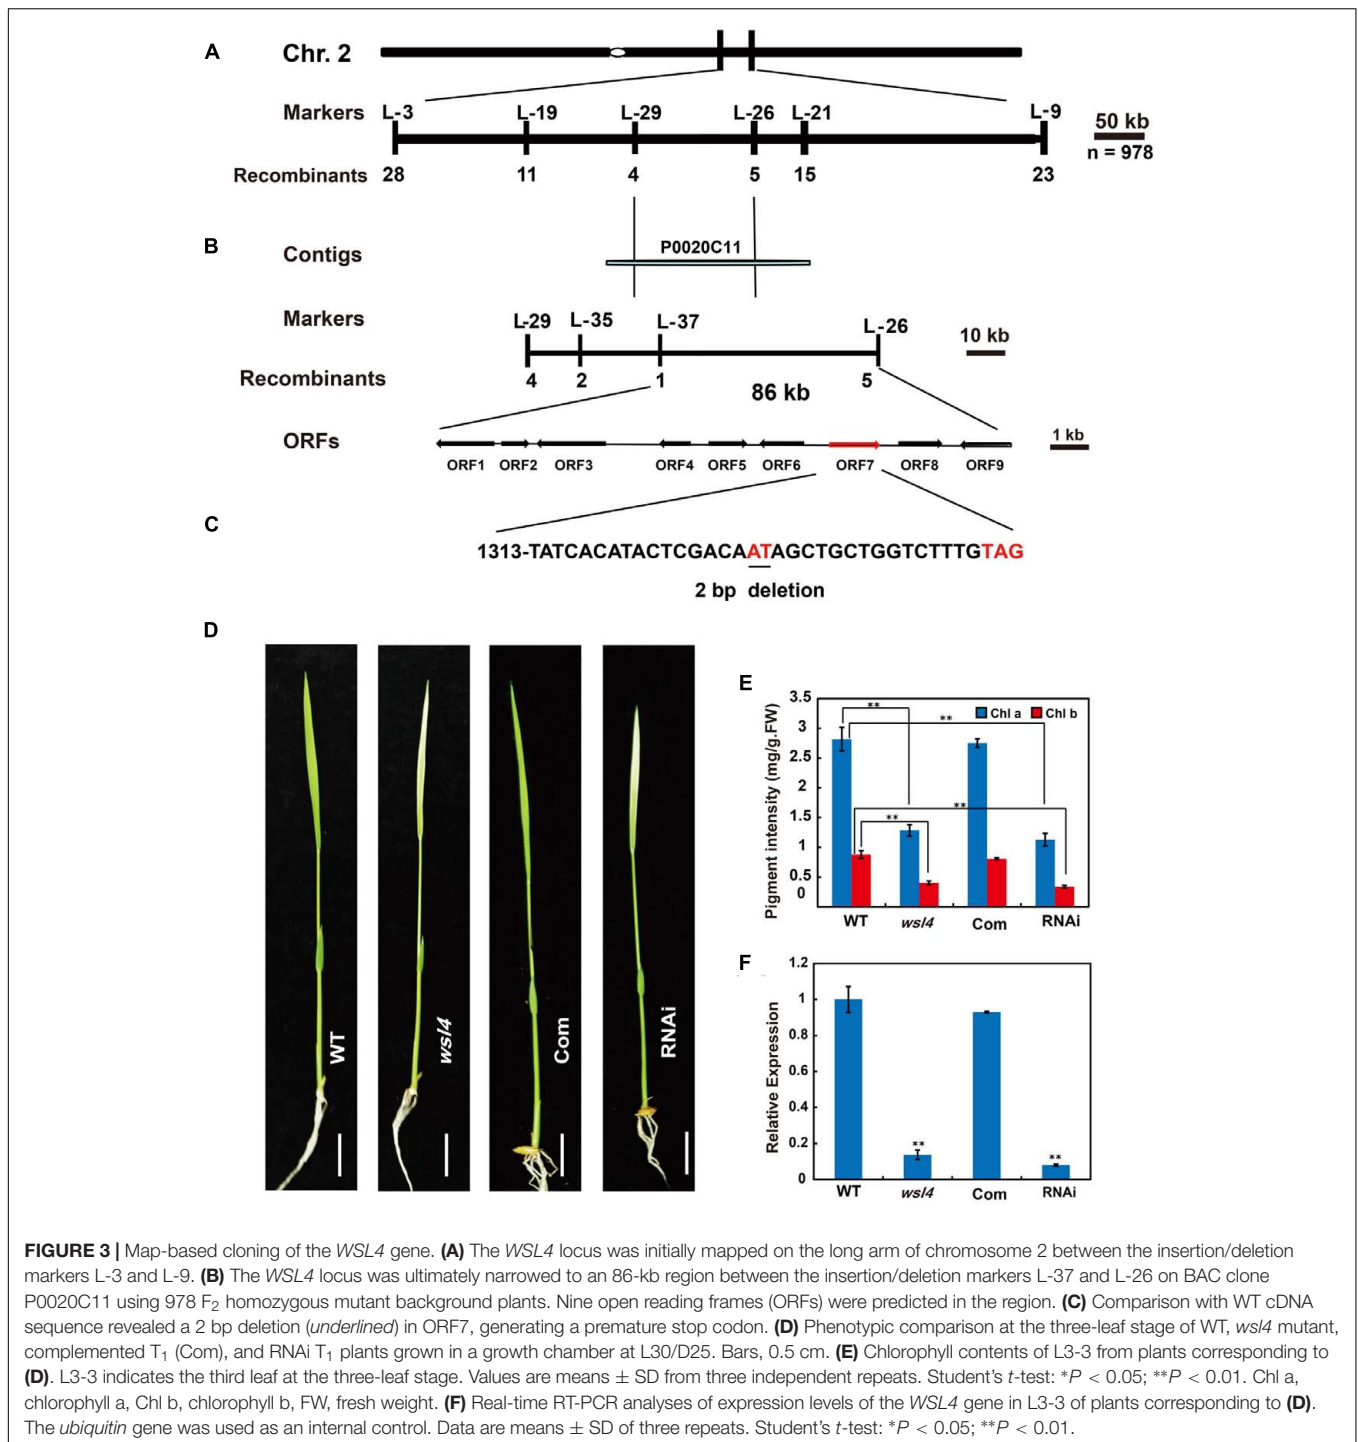 A Chr. 2
Markers L-3 L-19 L-29 L-26 L-21 L-9 50 kb
n = 978
Recombinants 28 11 4 5 15 23
B Contigs P0020C11
Markers L-29 L-35 L-37 L-26 10 kb
Recombinants 4 2 1 86 kb 5
ORFs 1 kb
ORF1 ORF2 ORF3 ORF4 ORF5 ORF6 ORF7 ORF8 ORF9
C
1313-TATCACATACTCGACAATAGCTGCTGGTCTTTGTAG
2 bp deletion
D
WT
wsl4
Com
RNAi
E
Pigment intensity (mg/g.FW)
3.5
3
2.5
2
1.5
1
0.5
0
Chl a Chl b
**
**
**
**
WT wsl4 Com RNAi
F
Relative Expression
1.2
1
0.8
0.6
0.4
0.2
0
**
**
WT wsl4 Com RNAi
FIGURE 3 | Map-based cloning of the WSL4 gene. (A) The WSL4 locus was initially mapped on the long arm of chromosome 2 between the insertion/deletion
markers L-3 and L-9. (B) The WSL4 locus was ultimately narrowed to an 86-kb region between the insertion/deletion markers L-37 and L-26 on BAC clone
P0020C11 using 978 F₂ homozygous mutant background plants. Nine open reading frames (ORFs) were predicted in the region. (C) Comparison with WT cDNA
sequence revealed a 2 bp deletion (underlined) in ORF7, generating a premature stop codon. (D) Phenotypic comparison at the three-leaf stage of WT, wsl4 mutant,
complemented T₁ (Com), and RNAi T₁ plants grown in a growth chamber at L30/D25. Bars, 0.5 cm. (E) Chlorophyll contents of L3-3 from plants corresponding to
(D). L3-3 indicates the third leaf at the three-leaf stage. Values are means ± SD from three independent repeats. Student's t-test: *P < 0.05; **P < 0.01. Chl a,
chlorophyll a, Chl b, chlorophyll b, FW, fresh weight. (F) Real-time RT-PCR analyses of expression levels of the WSL4 gene in L3-3 of plants corresponding to (D).
The ubiquitin gene was used as an internal control. Data are means ± SD of three repeats. Student's t-test: *P < 0.05; **P < 0.01.